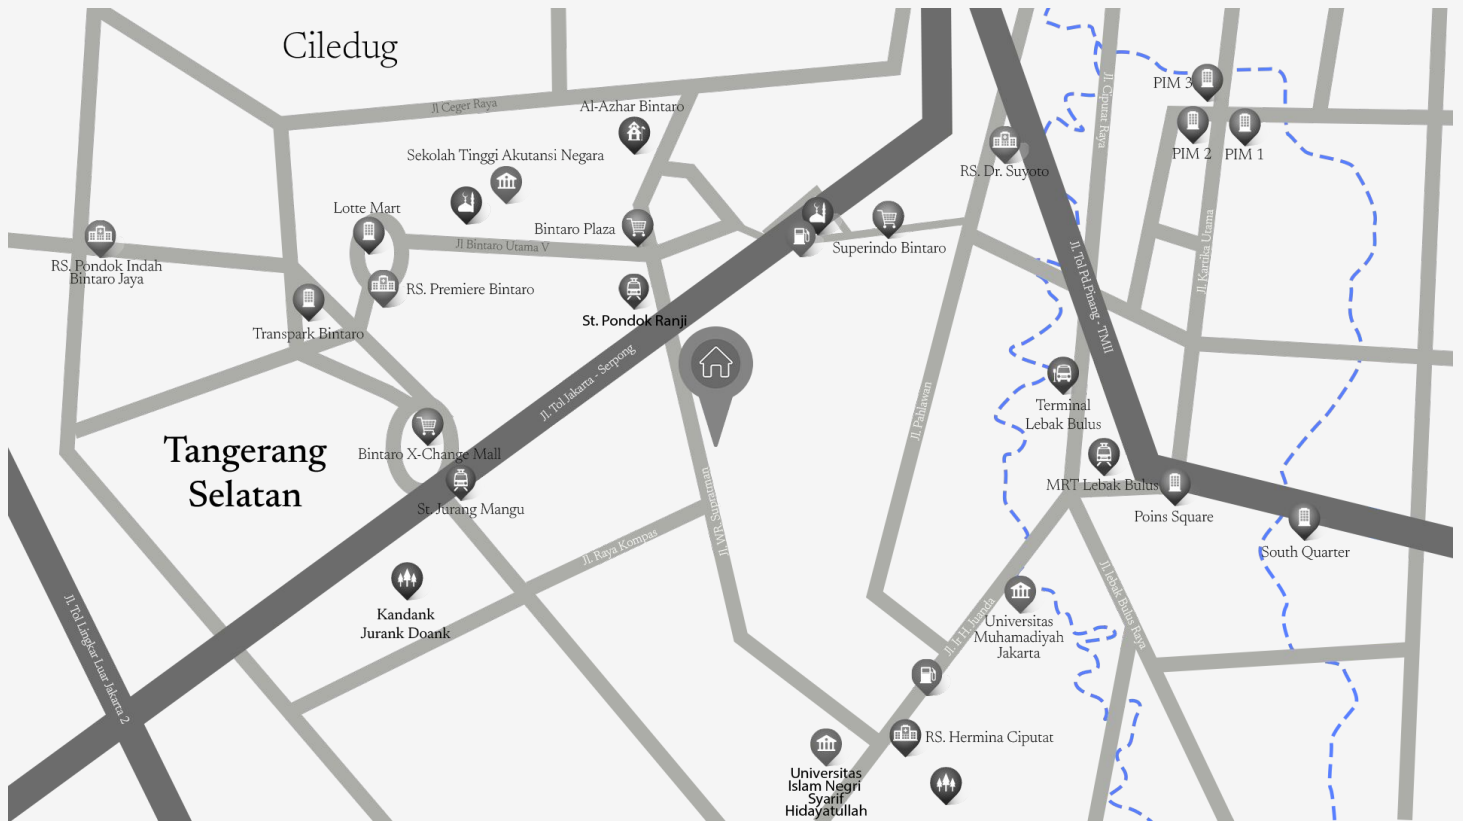 Ciledug
PIM 3
Jl Ceger Raya
Al-Azhar Bintaro
Jl. Ciputat Raya
Sekolah Tinggi Akutansi Negara
PIM 2
PIM 1
RS. Dr. Suyoto
Lotte Mart
Bintaro Plaza
Jl Bintaro Utama V
Superindo Bintaro
Jl. Kartika Utama
RS. Pondok Indah
Bintaro Jaya
RS. Premiere Bintaro
Jl. Tol Pd.Pinang - TMII
St. Pondok Ranji
Transpark Bintaro
Jl. Tol Jakarta - Serpong
Jl. Pahlawan
Terminal
Lebak Bulus
Tangerang
Selatan
Bintaro X-Change Mall
MRT Lebak Bulus
St. Jurang Mangu
Poins Square
Jl. WR. Supratman
Jl. Raya Kompas
South Quarter
Kandank
Jurank Doank
Jl. lebak Bulus Raya
Jl. Ir H. Juanda
Universitas
Muhamadiyah
Jakarta
Jl. Tol Lingkar Luar Jakarta 2
RS. Hermina Ciputat
Universitas
Islam Negri
Syarif
Hidayatullah